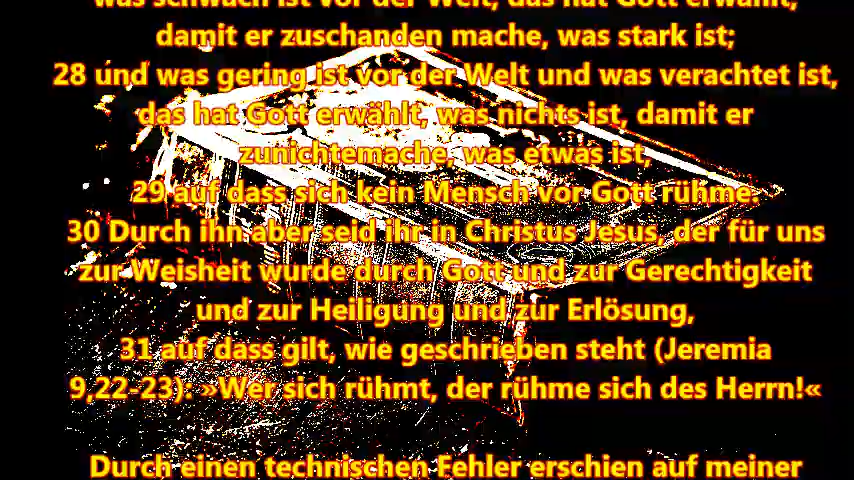 was schwach ist vor der Welt, das hat Gott erwählt,
damit er zuschanden mache, was stark ist;
28 und was gering ist vor der Welt und was verachtet ist,
das hat Gott erwählt, was nichts ist, damit er
zunichtemache, was etwas ist,
29 auf dass sich kein Mensch vor Gott rühme.
30 Durch ihn aber seid ihr in Christus Jesus, der für uns
zur Weisheit wurde durch Gott und zur Gerechtigkeit
und zur Heiligung und zur Erlösung,
31 auf dass gilt, wie geschrieben steht (Jeremia
9,22-23): »Wer sich rühmt, der rühme sich des Herrn!«
Durch einen technischen Fehler erschien auf meiner